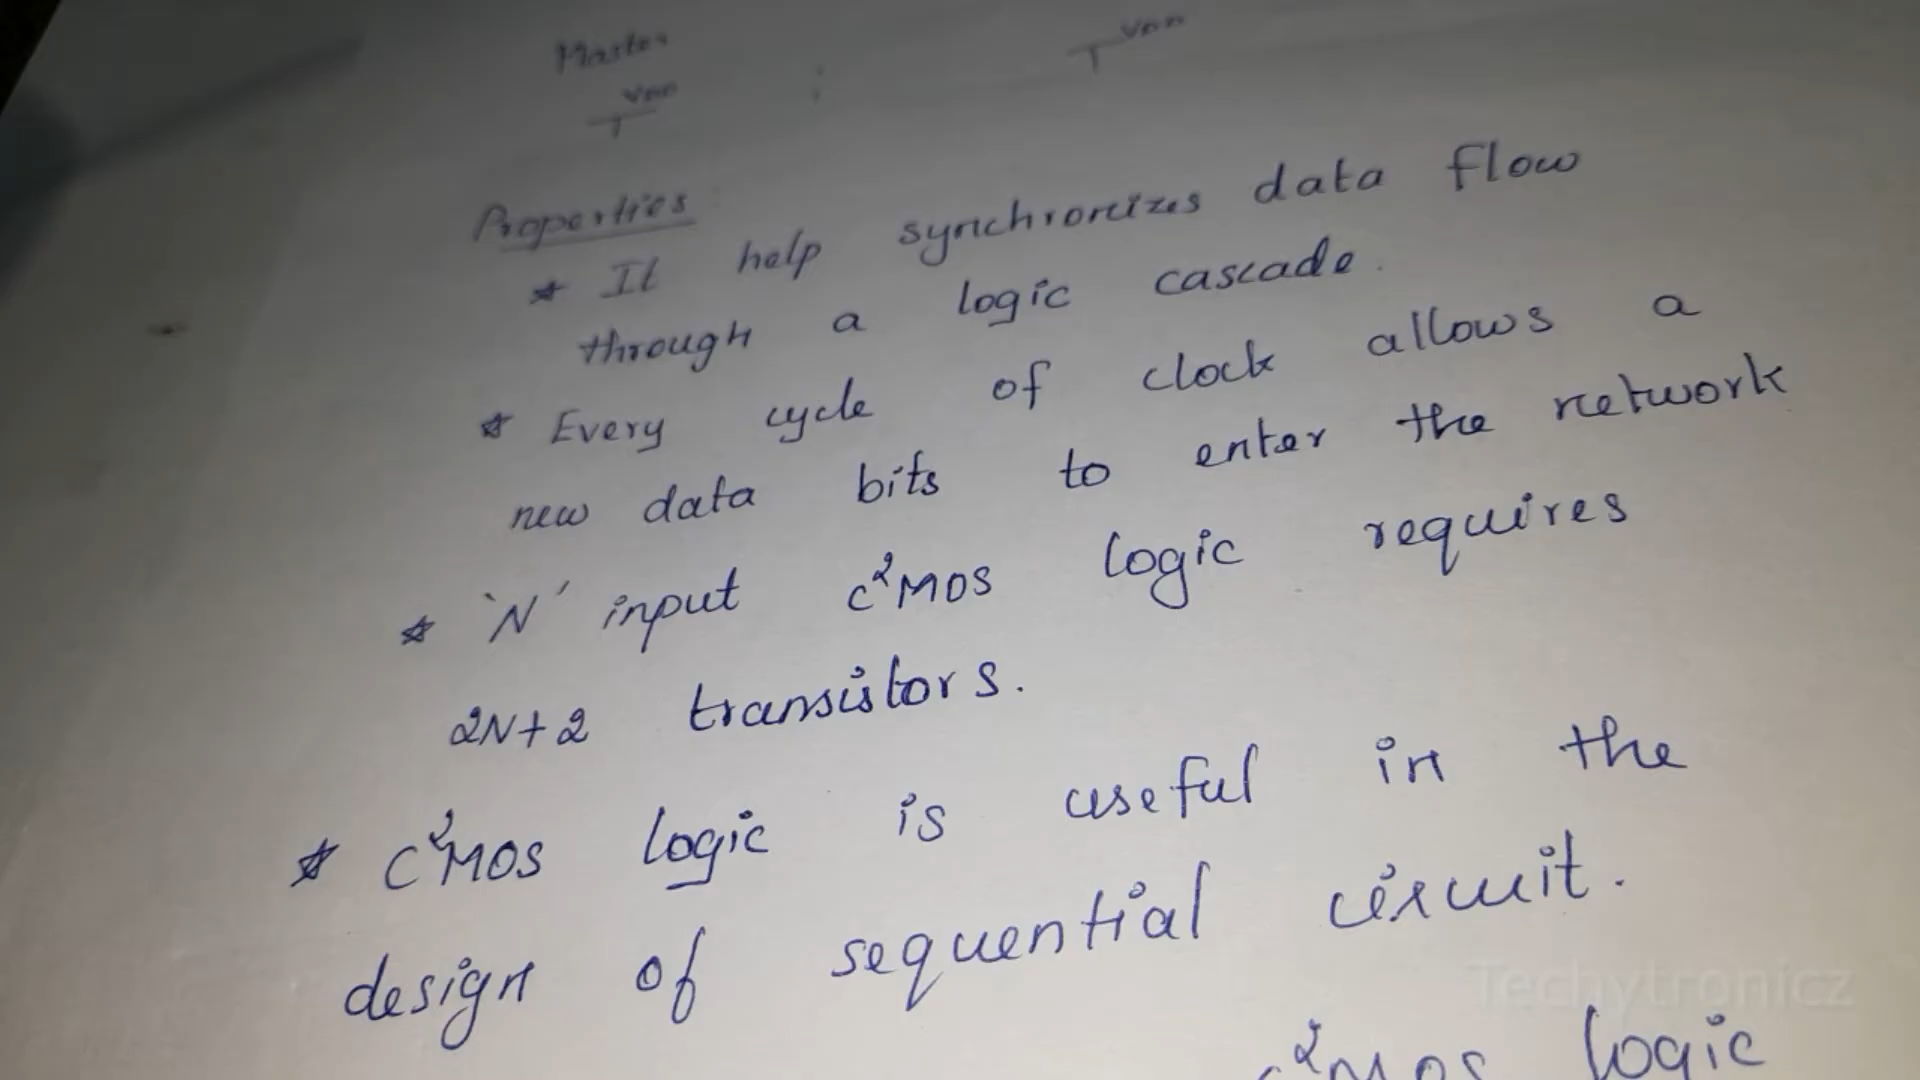 Master
Properties
* It help synchronizes data flow
through a logic cascade.
* Every cycle of clock allows a
new data bits to enter the network
* 'N' input C²MOS logic requires
2N+2 transistors.
* C²MOS logic is useful in the
design of sequential circuit.
C²MOS logic
Techytronicz